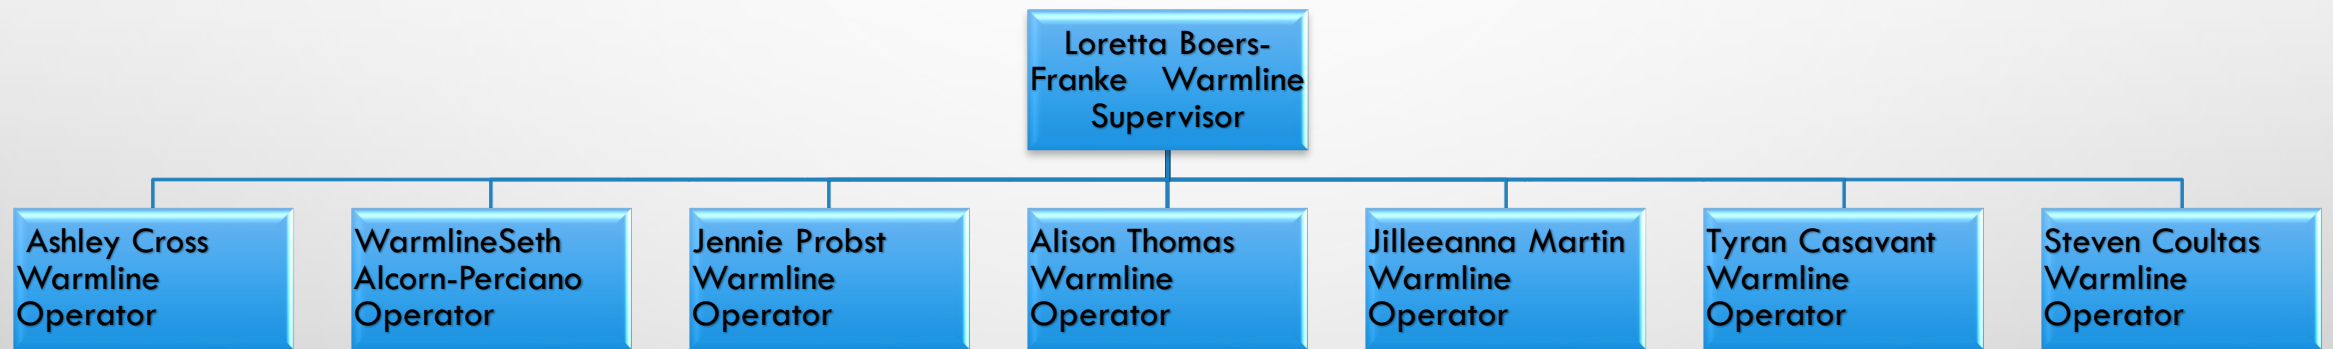 Loretta Boers-
Franke Warmline
Supervisor
Ashley Cross
Warmline
Operator
WarmlineSeth
Alcorn-Perciano
Operator
Jennie Probst
Warmline
Operator
Alison Thomas
Warmline
Operator
Jilleeanna Martin
Warmline
Operator
Tyran Casavant
Warmline
Operator
Steven Coultas
Warmline
Operator